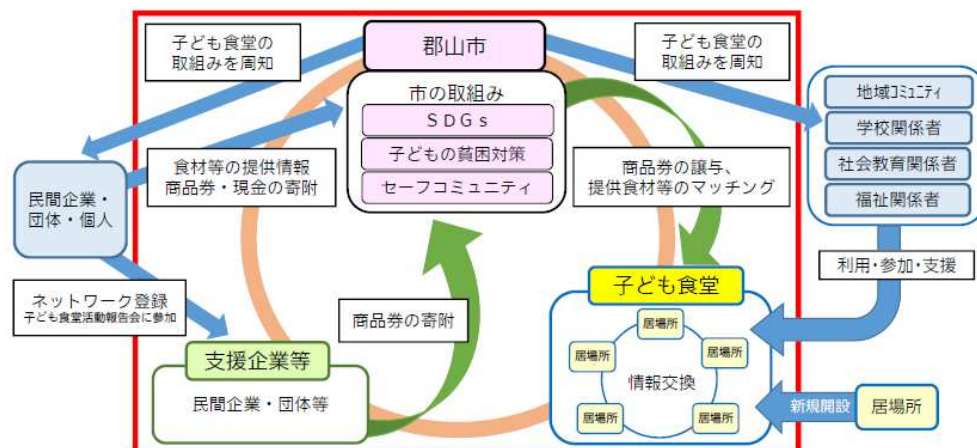 子ども食堂の
取組みを周知
郡山市
子ども食堂の
取組みを周知
市の取組み
SDGs
子どもの貧困対策
セーフコミュニティ
地域ｺﾐｭﾆﾃｨ
学校関係者
社会教育関係者
福祉関係者
民間企業・
団体・個人
食材等の提供情報
商品券・現金の寄附
商品券の譲与、
提供食材等のマッチング
利用・参加・支援
ネットワーク登録
子ども食堂活動報告会に参加
商品券の寄附
子ども食堂
居場所
居場所
居場所
情報交換
居場所
居場所
支援企業等
民間企業・団体等
新規開設
居場所